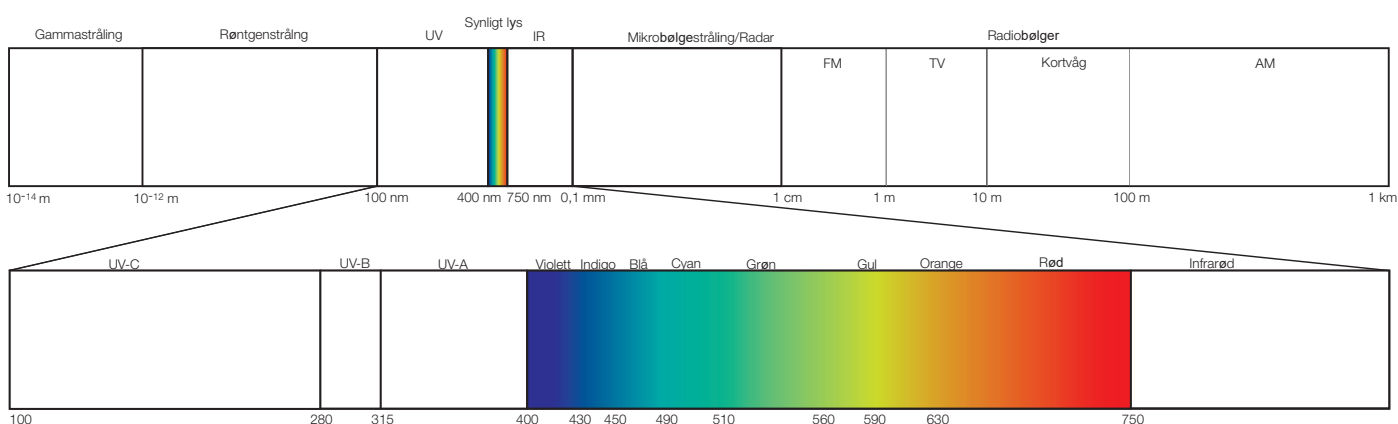 Synligt lys
Gammastråling Røntgenstrålng UV IR Mikrobølgestråling/Radar Radiobølger
FM TV Kortvåg AM
10⁻¹⁴ m 10⁻¹² m 100 nm 400 nm 750 nm 0,1 mm 1 cm 1 m 10 m 100 m 1 km
UV-C UV-B UV-A Violett Indigo Blå Cyan Grøn Gul Orange Rød Infrarød
100 280 315 400 430 450 490 510 560 590 630 750